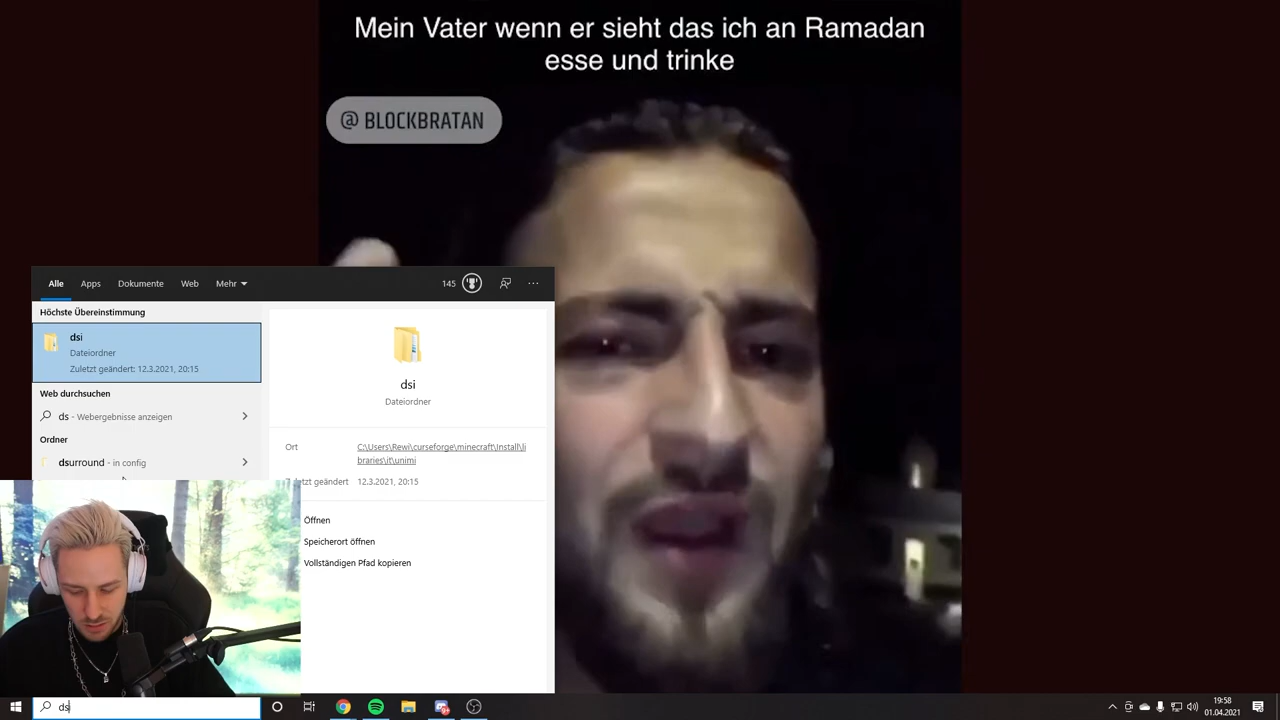 Mein Vater wenn er sieht das ich an Ramadan
esse und trinke
@ BLOCKBRATAN
Alle
Apps
Dokumente
Web
Mehr
145
Höchste Übereinstimmung
dsi
Dateiordner
Zuletzt geändert: 12.3.2021, 20:15
Web durchsuchen
ds - Webergebnisse anzeigen
Ordner
dsurround - in config
dsi
Dateiordner
Ort
C:\Users\Rewi\curseforge\minecraft\Install\li
braries\it\unimi
Zuletzt geändert
12.3.2021, 20:15
Öffnen
Speicherort öffnen
Vollständigen Pfad kopieren
dsi
19:58
01.04.2021